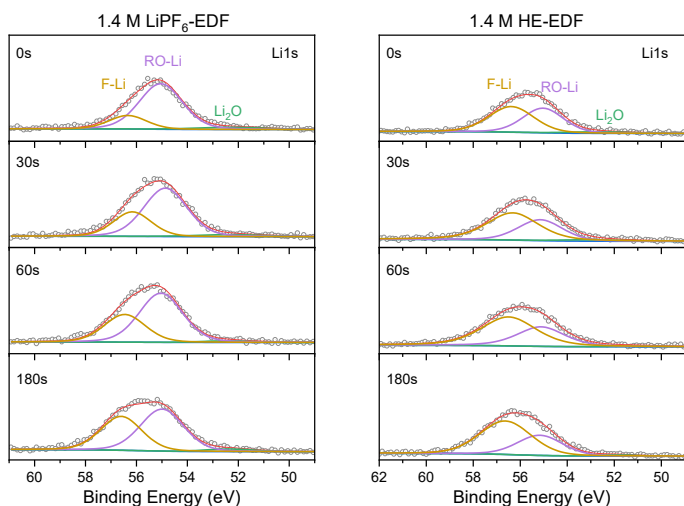 1.4 M LiPF₆-EDF
0s
Li1s
F-Li
RO-Li
Li₂O
30s
60s
180s
60 58 56 54 52 50
Binding Energy (eV)
1.4 M HE-EDF
0s
Li1s
F-Li
RO-Li
Li₂O
30s
60s
180s
62 60 58 56 54 52 50
Binding Energy (eV)